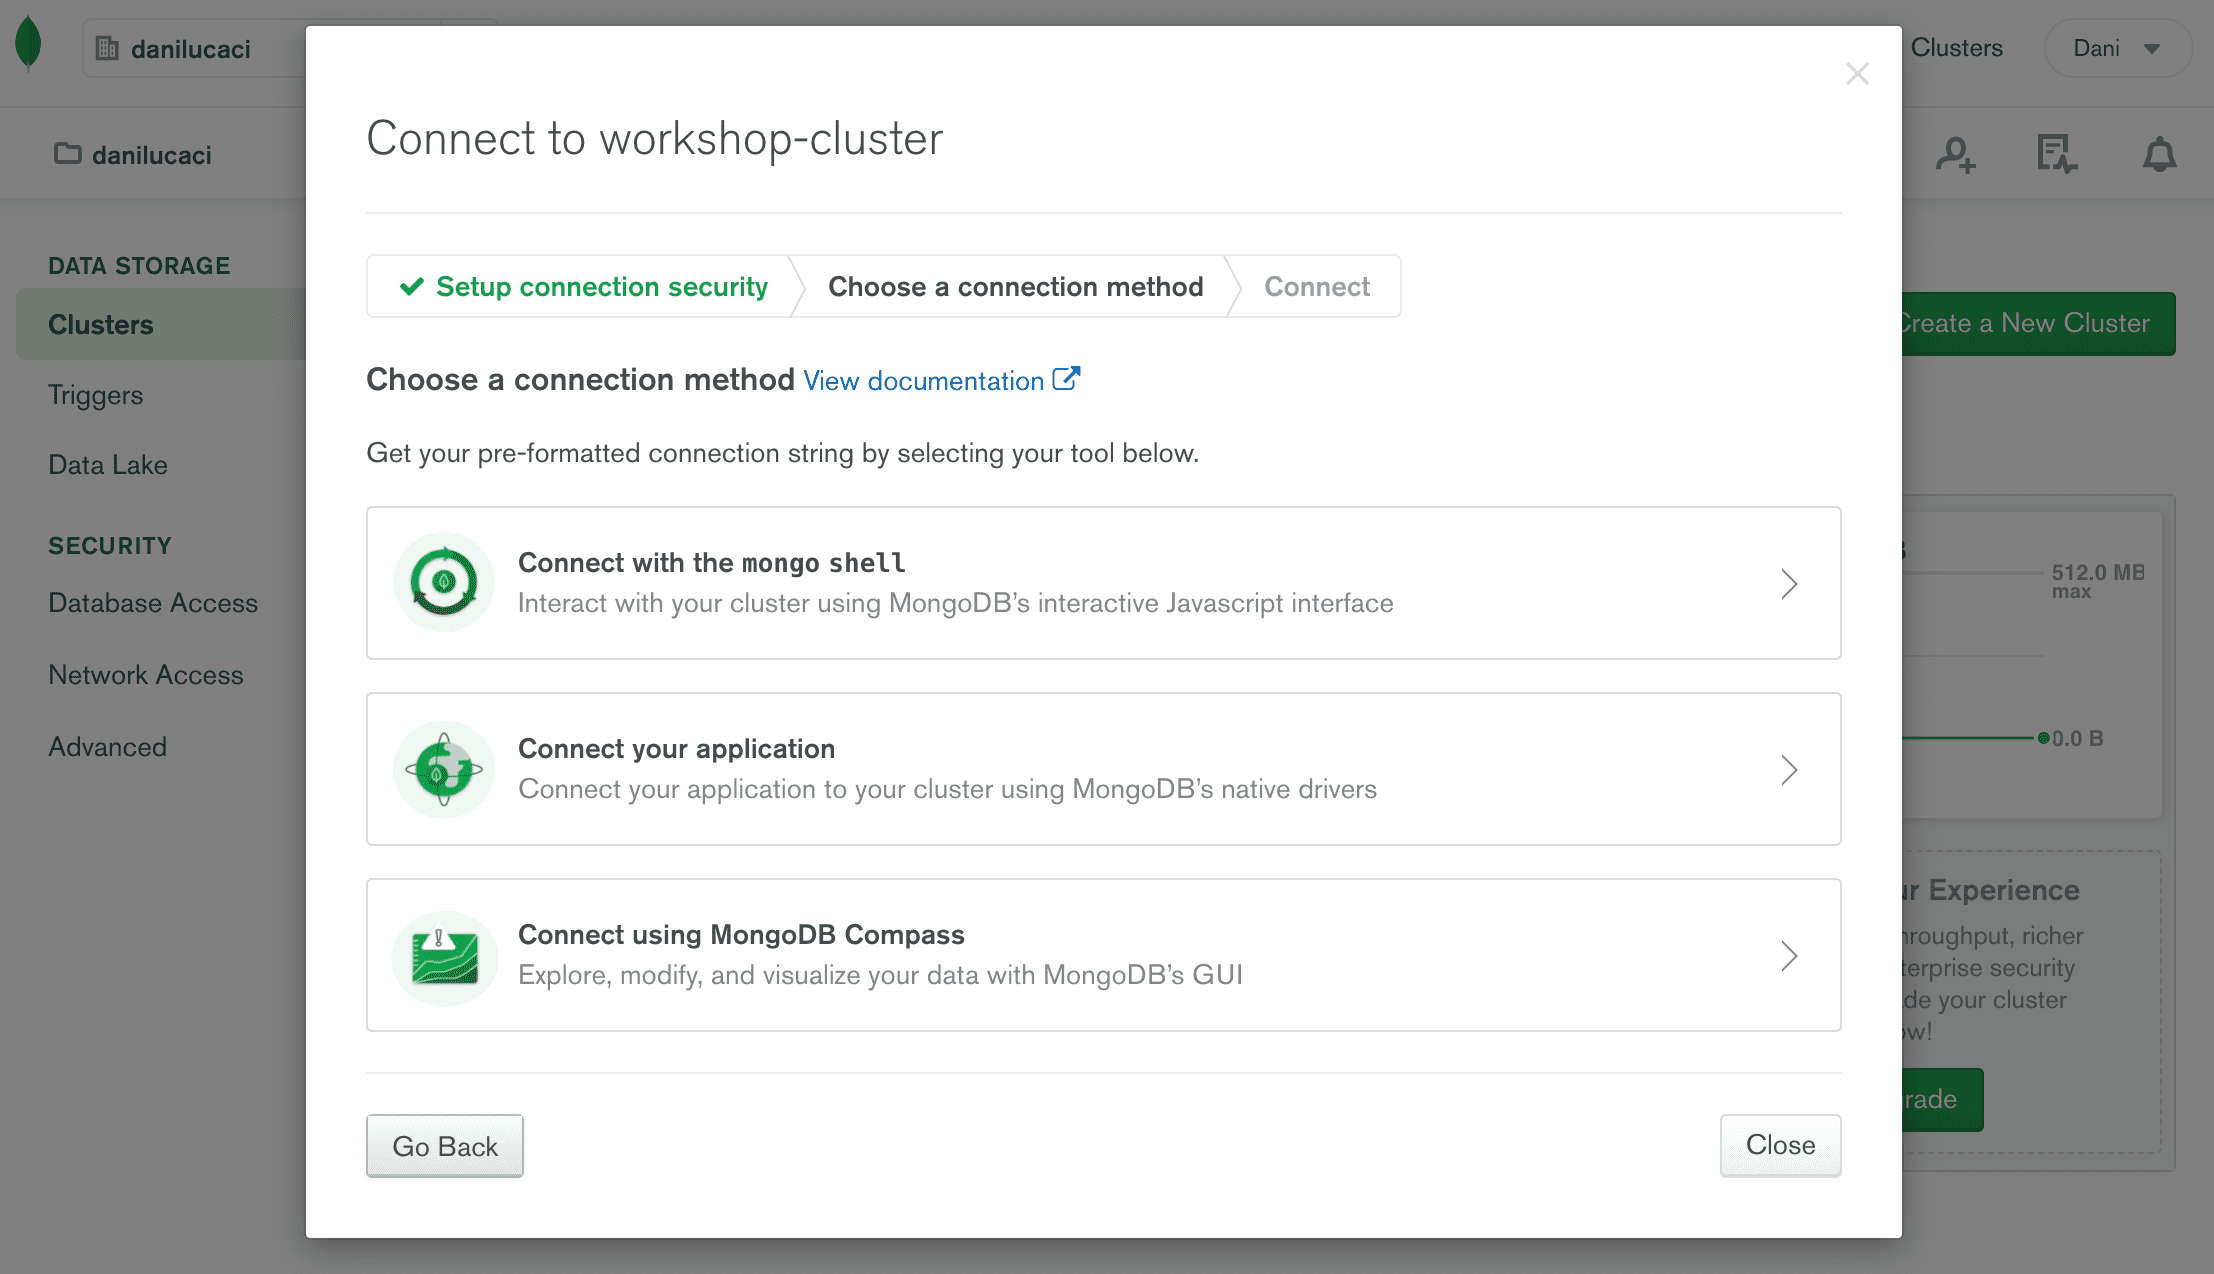 danilucaci
Clusters
Dani
danilucaci
DATA STORAGE
Clusters
Triggers
Data Lake
SECURITY
Database Access
Network Access
Advanced
Connect to workshop-cluster
Setup connection security
Choose a connection method
Connect
Choose a connection method View documentation
Get your pre-formatted connection string by selecting your tool below.
Connect with the mongo shell
Interact with your cluster using MongoDB’s interactive Javascript interface
Connect your application
Connect your application to your cluster using MongoDB’s native drivers
Connect using MongoDB Compass
Explore, modify, and visualize your data with MongoDB’s GUI
Go Back
Close
Create a New Cluster
512.0 MB
max
0.0 B
Experience
richer
security
your cluster